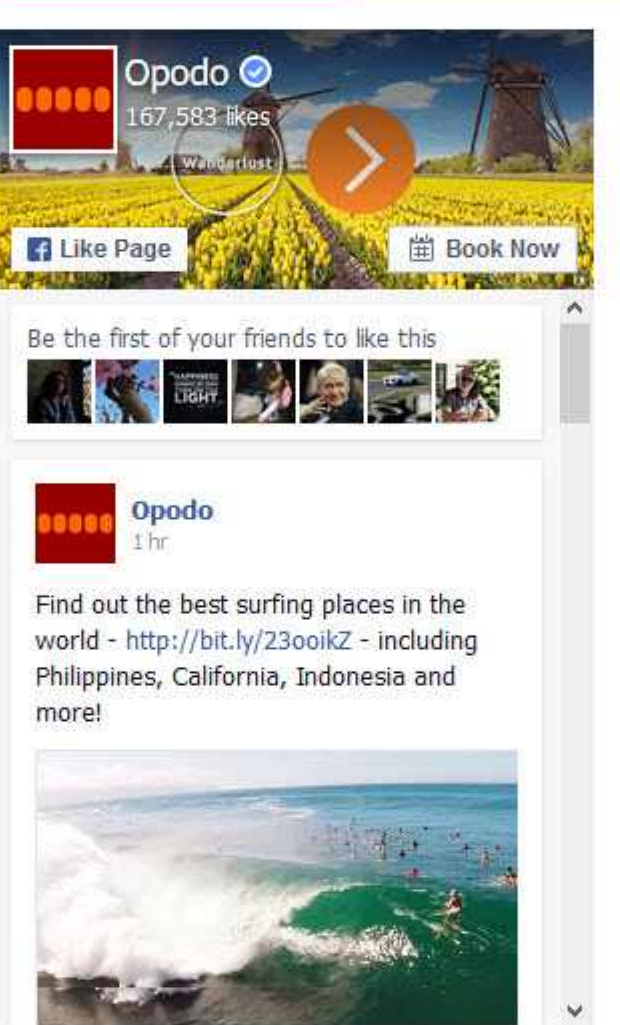 Opodo
167,583 likes
Wanderlust
Like Page
Book Now
Be the first of your friends to like this
LIGHT
Opodo
1 hr
Find out the best surfing places in the
world - http://bit.ly/23ooikZ - including
Philippines, California, Indonesia and
more!